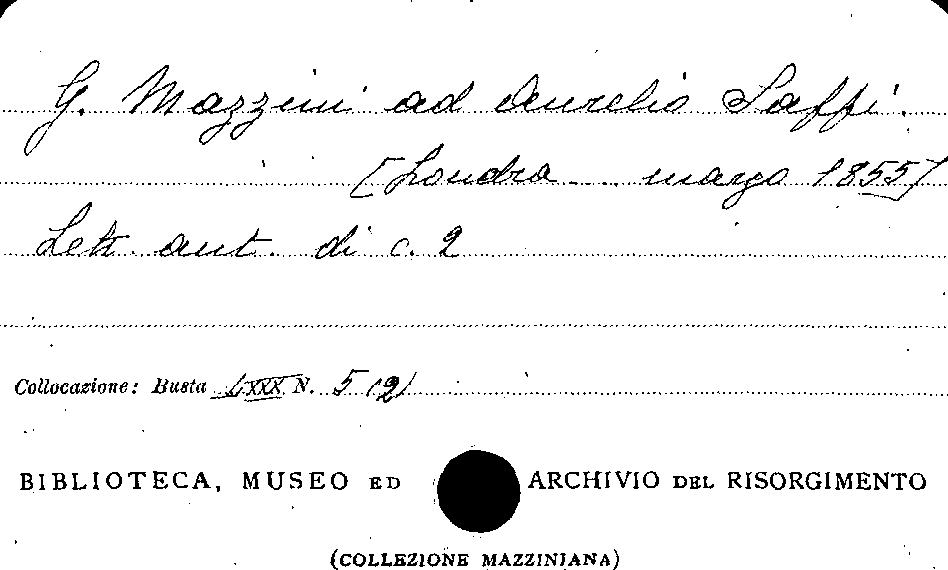 G. Mazzini ad Aurelio Saffi.
[Londra ... marzo 1855]
Lett. aut. di c. 2
Collocazione: Busta LXXX N. 5 (2)
BIBLIOTECA, MUSEO ED ARCHIVIO DEL RISORGIMENTO
(COLLEZIONE MAZZINIANA)